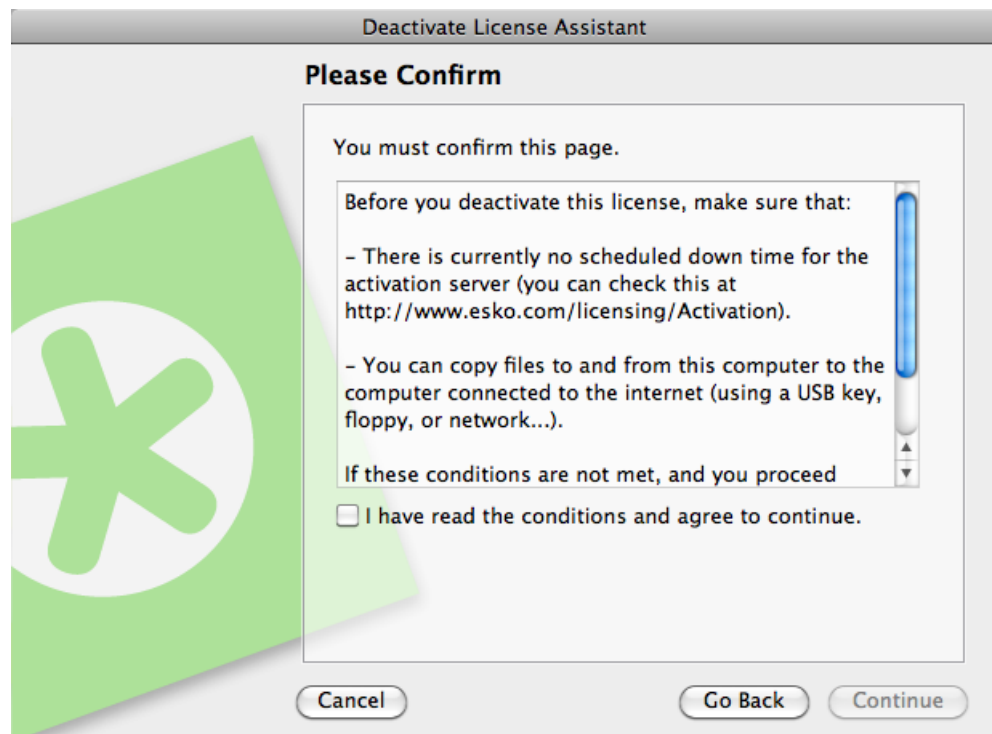 Deactivate License Assistant
Please Confirm
You must confirm this page.
Before you deactivate this license, make sure that:
– There is currently no scheduled down time for the
activation server (you can check this at
http://www.esko.com/licensing/Activation).
– You can copy files to and from this computer to the
computer connected to the internet (using a USB key,
floppy, or network...).
If these conditions are not met, and you proceed
I have read the conditions and agree to continue.
Cancel
Go Back
Continue